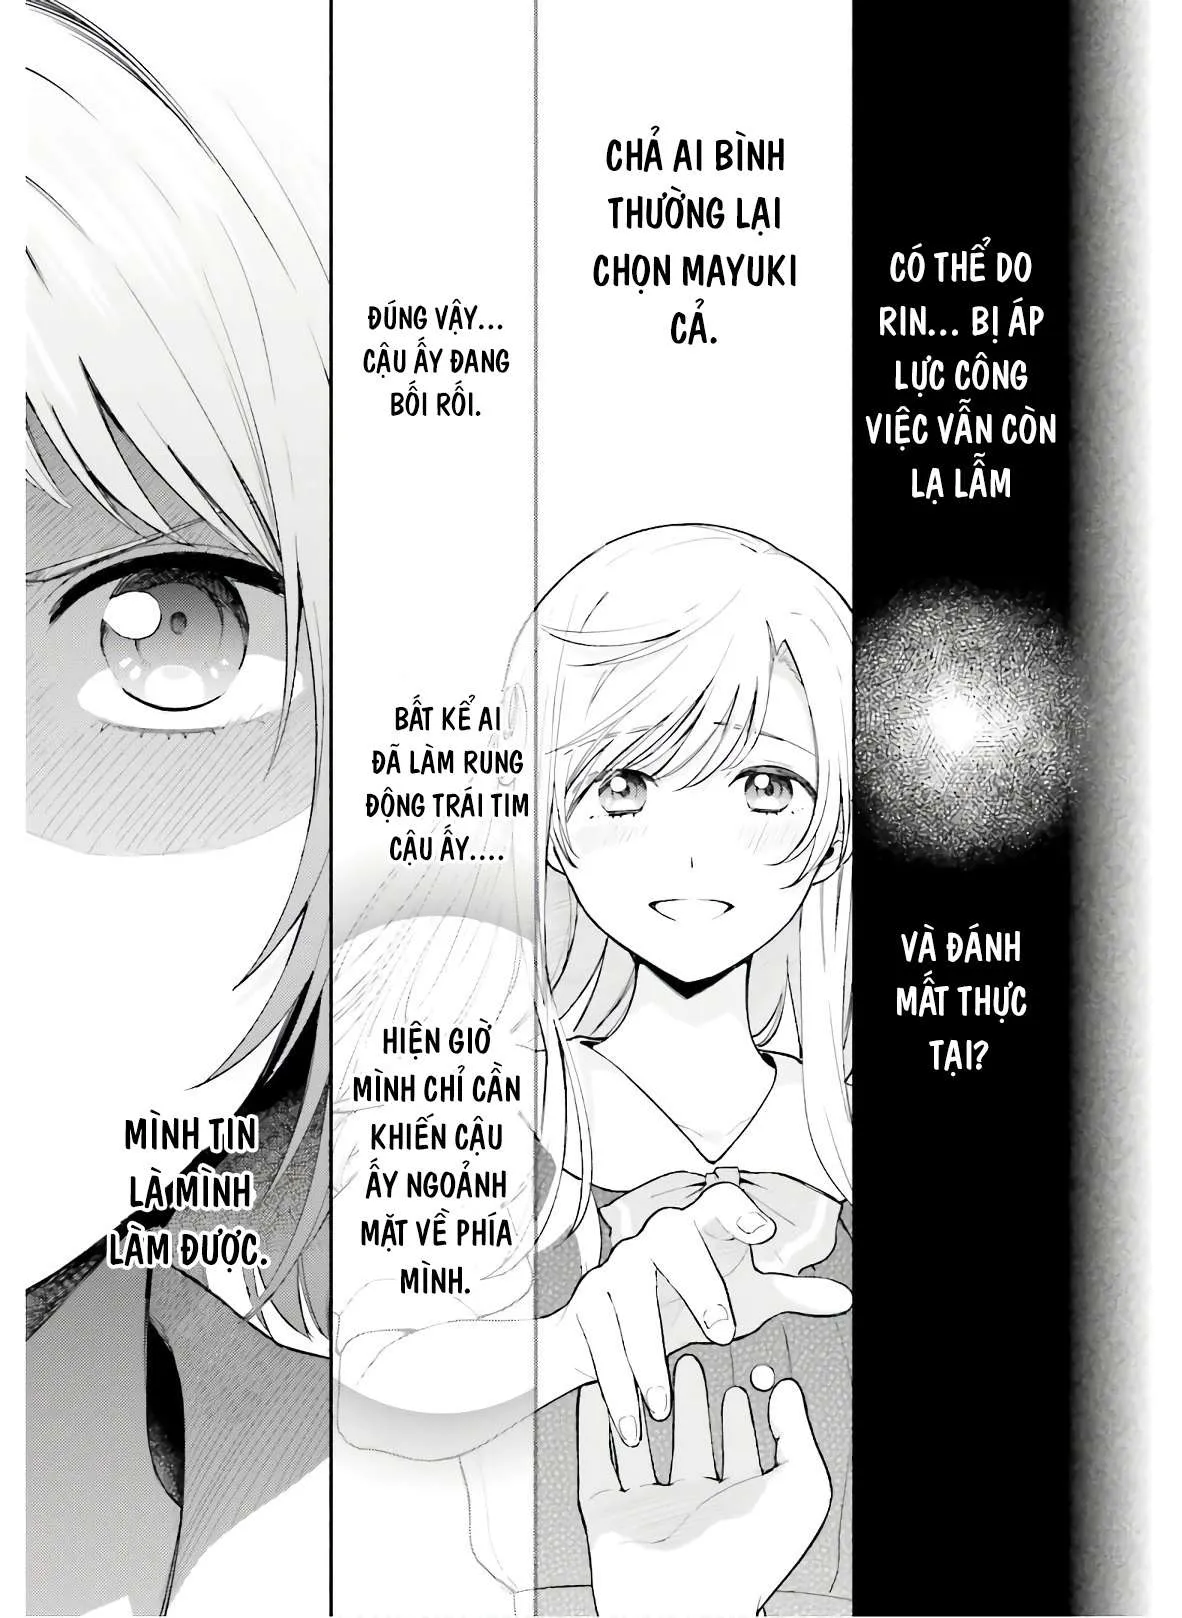 CÓ THỂ DO
RIN... BỊ ÁP
LỰC CÔNG
VIỆC VẪN CÒN
LẠ LẪM
VÀ ĐÁNH
MẤT THỰC
TẠI?
CHẢ AI BÌNH
THƯỜNG LẠI
CHỌN MAYUKI
CẢ.
ĐÚNG VẬY...
CẬU ẤY ĐANG
BỐI RỐI.
BẤT KỂ AI
ĐÃ LÀM RUNG
ĐỘNG TRÁI TIM
CẬU ẤY....
HIỆN GIỜ
MÌNH CHỈ CẦN
KHIẾN CẬU
ẤY NGOẢNH
MẶT VỀ PHÍA
MÌNH.
MÌNH TIN
LÀ MÌNH
LÀM ĐƯỢC.